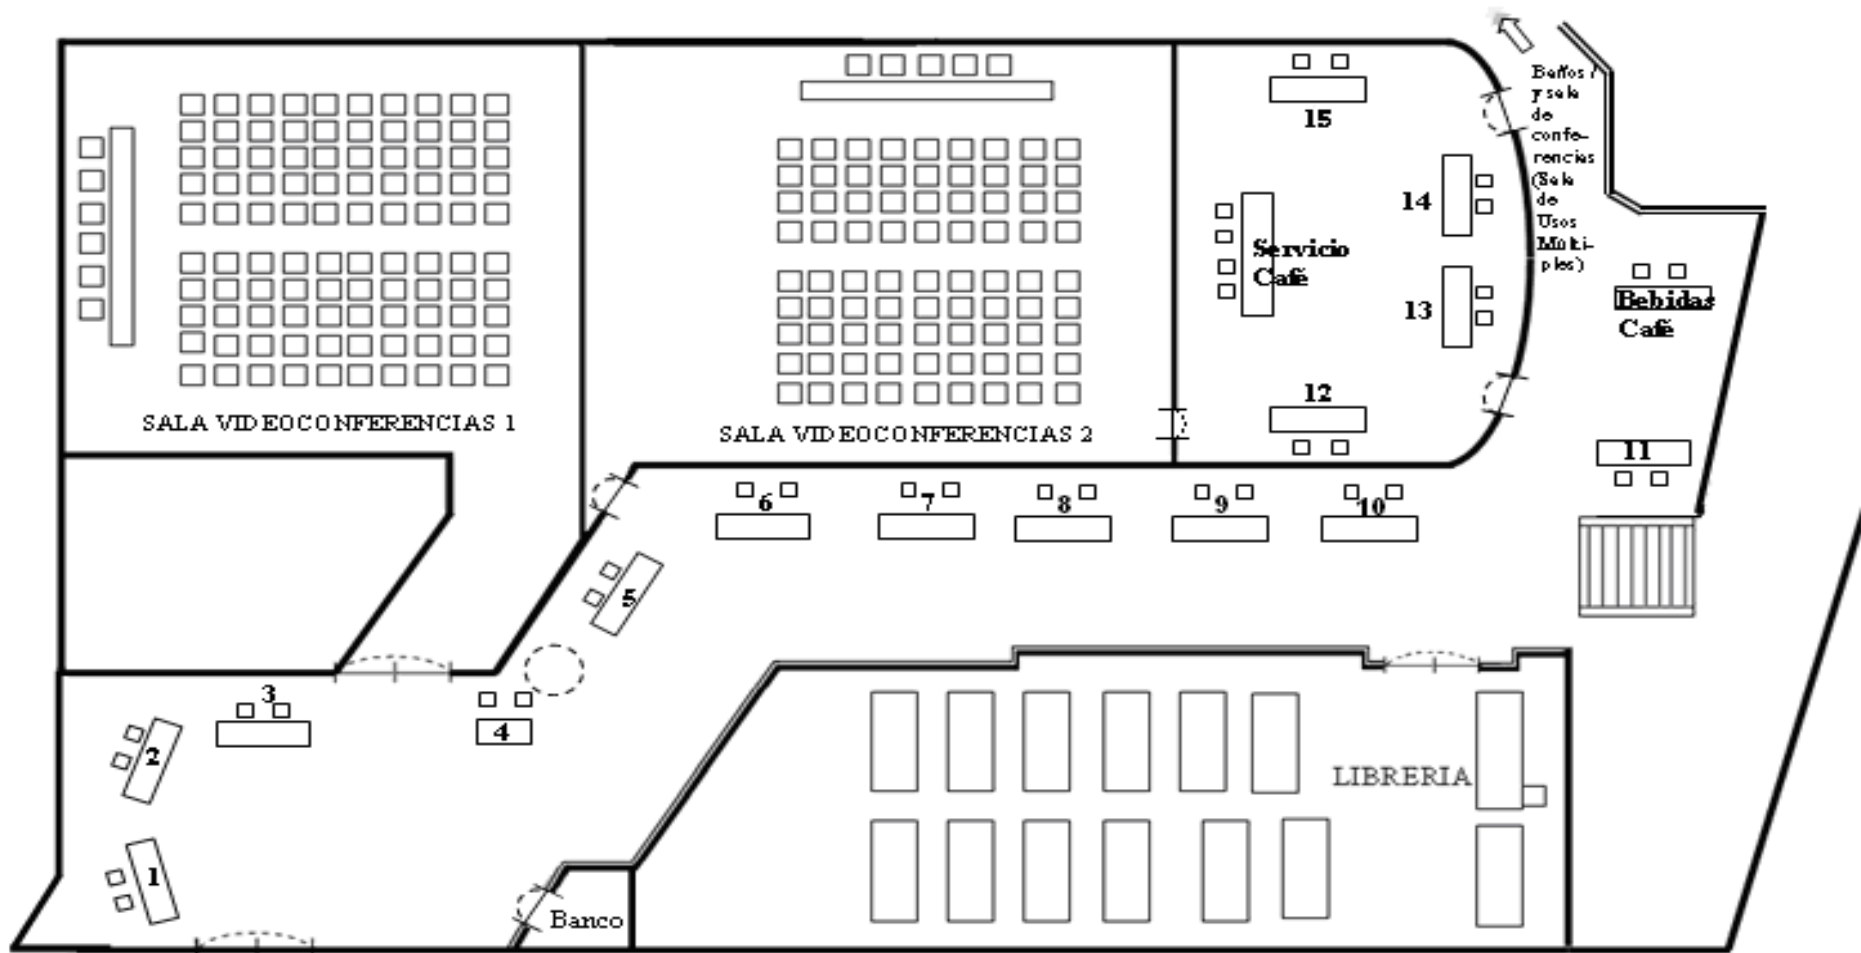 SALA VIDEOCONFERENCIAS 1
SALA VIDEOCONFERENCIAS 2
15
14
Servicio
Café
13
12
Baños /
y sala
de
confe-
rencias
(Sala
de
Usos
Múlti-
ples)
Bebidas
Café
11
6
7
8
9
10
5
3
4
2
1
LIBRERIA
Banco